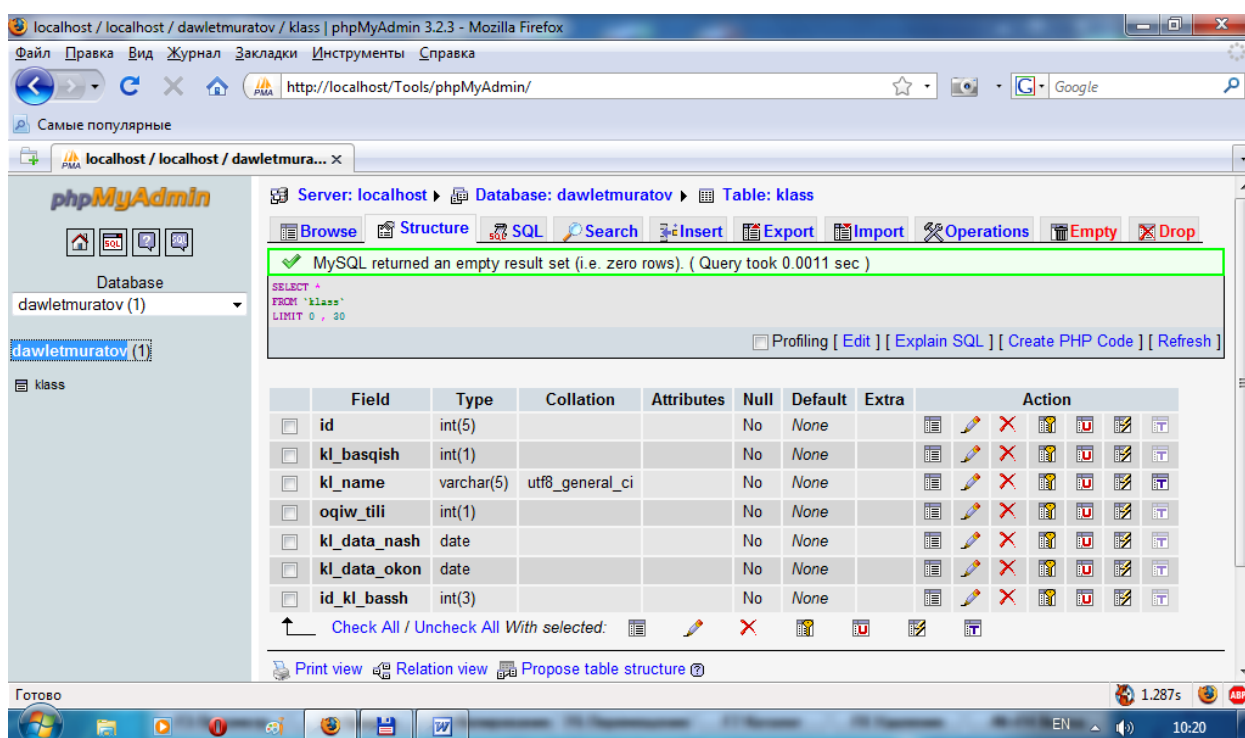 localhost / localhost / dawletmuratov / klass | phpMyAdmin 3.2.3 - Mozilla Firefox
Файл Правка Вид Журнал Закладки Инструменты Справка
http://localhost/Tools/phpMyAdmin/
Google
Самые популярные
localhost / localhost / dawletmura...
phpMyAdmin
Server: localhost Database: dawletmuratov Table: klass
Browse Structure SQL Search Insert Export Import Operations Empty Drop
MySQL returned an empty result set (i.e. zero rows). ( Query took 0.0011 sec )
Database
dawletmuratov (1)
SELECT *
FROM `klass`
LIMIT 0 , 30
Profiling [ Edit ] [ Explain SQL ] [ Create PHP Code ] [ Refresh ]
dawletmuratov (1)
klass
Field Type Collation Attributes Null Default Extra Action
id int(5) No None
kl_basqish int(1) No None
kl_name varchar(5) utf8_general_ci No None
oqiw_tili int(1) No None
kl_data_nash date No None
kl_data_okon date No None
id_kl_bassh int(3) No None
Check All / Uncheck All With selected:
Print view Relation view Propose table structure
Готово
1.287s
ABP
EN
10:20